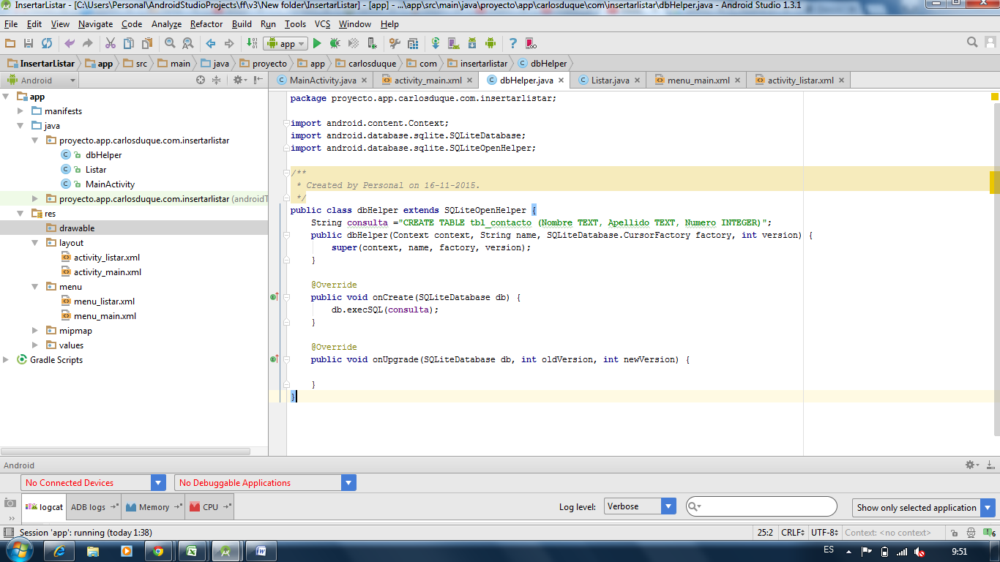 InsertarListar - [C:\Users\Personal\AndroidStudioProjects\ff\v3\New folder\InsertarListar] - [app] - ...\app\src\main\java\proyecto\app\carlosduque\com\insertarlistar\dbHelper.java - Android Studio 1.3.1
File Edit View Navigate Code Analyze Refactor Build Run Tools VCS Window Help
app
InsertarListar app src main java proyecto app carlosduque com insertarlistar dbHelper
Android
MainActivity.java activity_main.xml dbHelper.java Listar.java menu_main.xml activity_listar.xml
app
manifests
java
proyecto.app.carlosduque.com.insertarlistar
dbHelper
Listar
MainActivity
proyecto.app.carlosduque.com.insertarlistar (androidT
res
drawable
layout
activity_listar.xml
activity_main.xml
menu
menu_listar.xml
menu_main.xml
mipmap
values
Gradle Scripts
package proyecto.app.carlosduque.com.insertarlistar;
import android.content.Context;
import android.database.sqlite.SQLiteDatabase;
import android.database.sqlite.SQLiteOpenHelper;
/**
* Created by Personal on 16-11-2015.
*/
public class dbHelper extends SQLiteOpenHelper {
String consulta ="CREATE TABLE tbl_contacto (Nombre TEXT, Apellido TEXT, Numero INTEGER)";
public dbHelper(Context context, String name, SQLiteDatabase.CursorFactory factory, int version) {
super(context, name, factory, version);
}
@Override
public void onCreate(SQLiteDatabase db) {
db.execSQL(consulta);
}
@Override
public void onUpgrade(SQLiteDatabase db, int oldVersion, int newVersion) {
}
}
Android
No Connected Devices No Debuggable Applications
logcat ADB logs Memory CPU Log level: Verbose Show only selected application
Session 'app': running (today 1:38) 25:2 CRLF UTF-8 Context: <no context> 6
ES 9:51